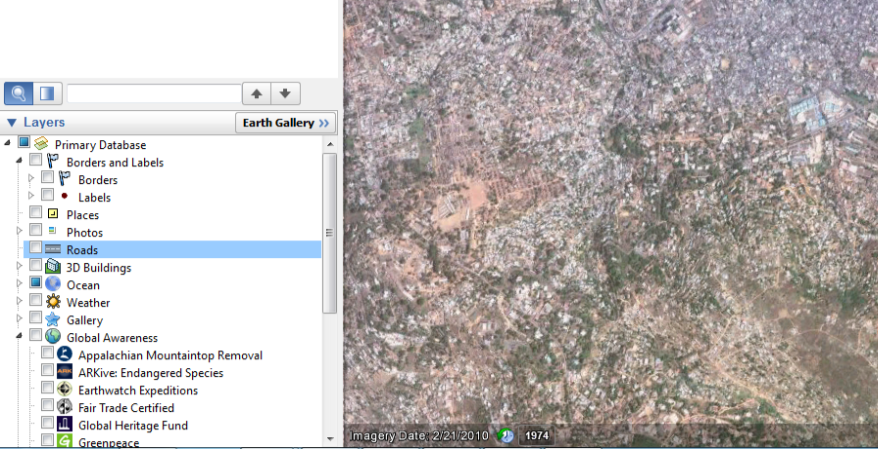 Layers
Earth Gallery >>
Primary Database
Borders and Labels
Borders
Labels
Places
Photos
Roads
3D Buildings
Ocean
Weather
Gallery
Global Awareness
Appalachian Mountaintop Removal
ARKive: Endangered Species
Earthwatch Expeditions
Fair Trade Certified
Global Heritage Fund
Greenpeace
Imagery Date: 2/21/2010
1974